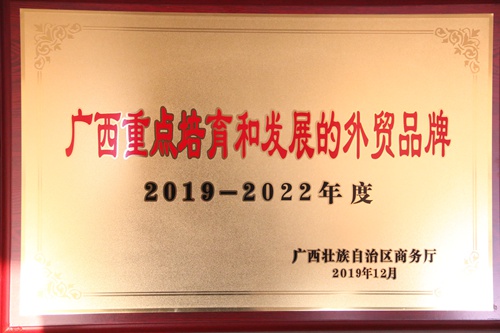 广西重点培育和发展的外贸品牌
2019-2022年度
广西壮族自治区商务厅
2019年12月